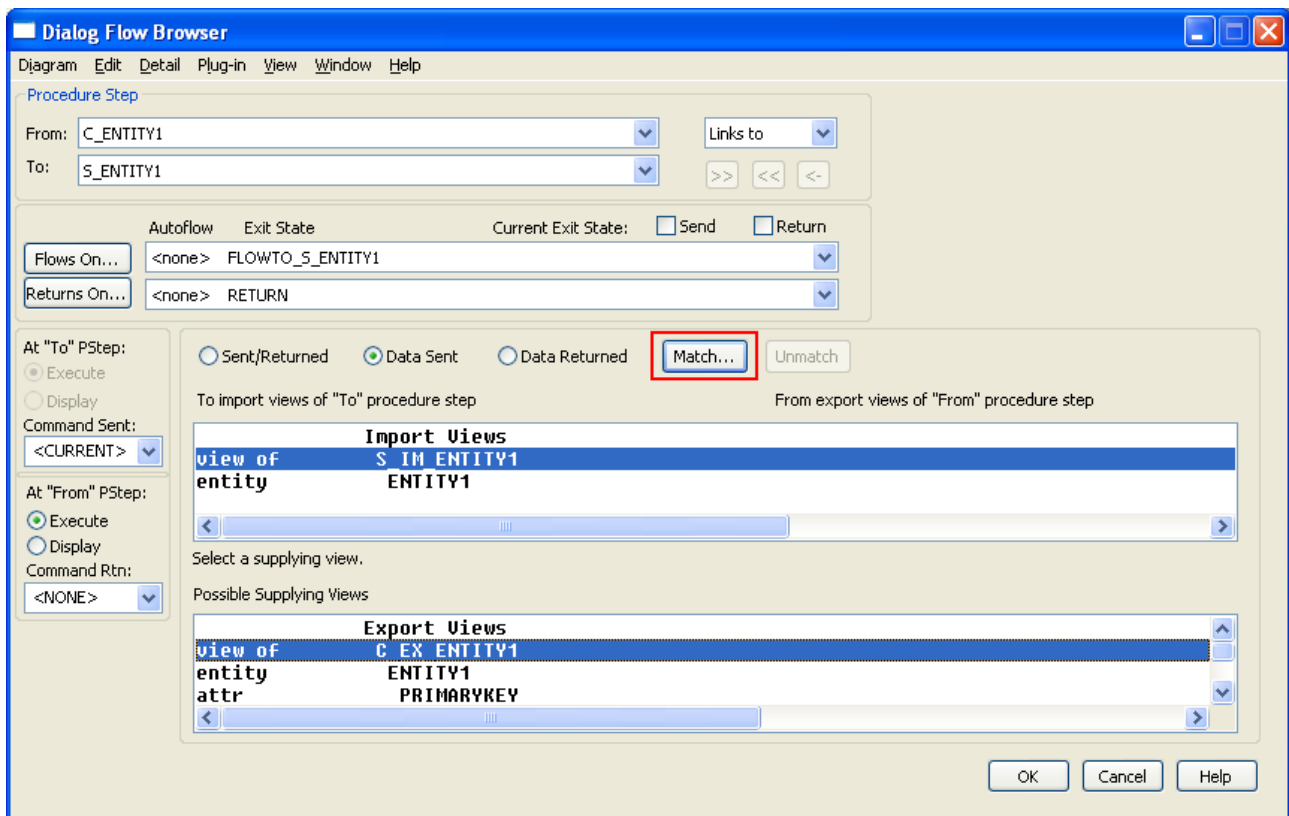 Dialog Flow Browser
Diagram Edit Detail Plug-in View Window Help
Procedure Step
From: C_ENTITY1 Links to
To: S_ENTITY1 >> << <-
Autoflow Exit State Current Exit State: Send Return
Flows On... <none> FLOWTO_S_ENTITY1
Returns On... <none> RETURN
At "To" PStep:
Execute
Display
Command Sent:
<CURRENT>
At "From" PStep:
Execute
Display
Command Rtn:
<NONE>
Sent/Returned Data Sent Data Returned Match... Unmatch
To import views of "To" procedure step From export views of "From" procedure step
Import Views
view of S_IM_ENTITY1
entity ENTITY1
Select a supplying view.
Possible Supplying Views
Export Views
view of C_EX_ENTITY1
entity ENTITY1
attr PRIMARYKEY
OK Cancel Help